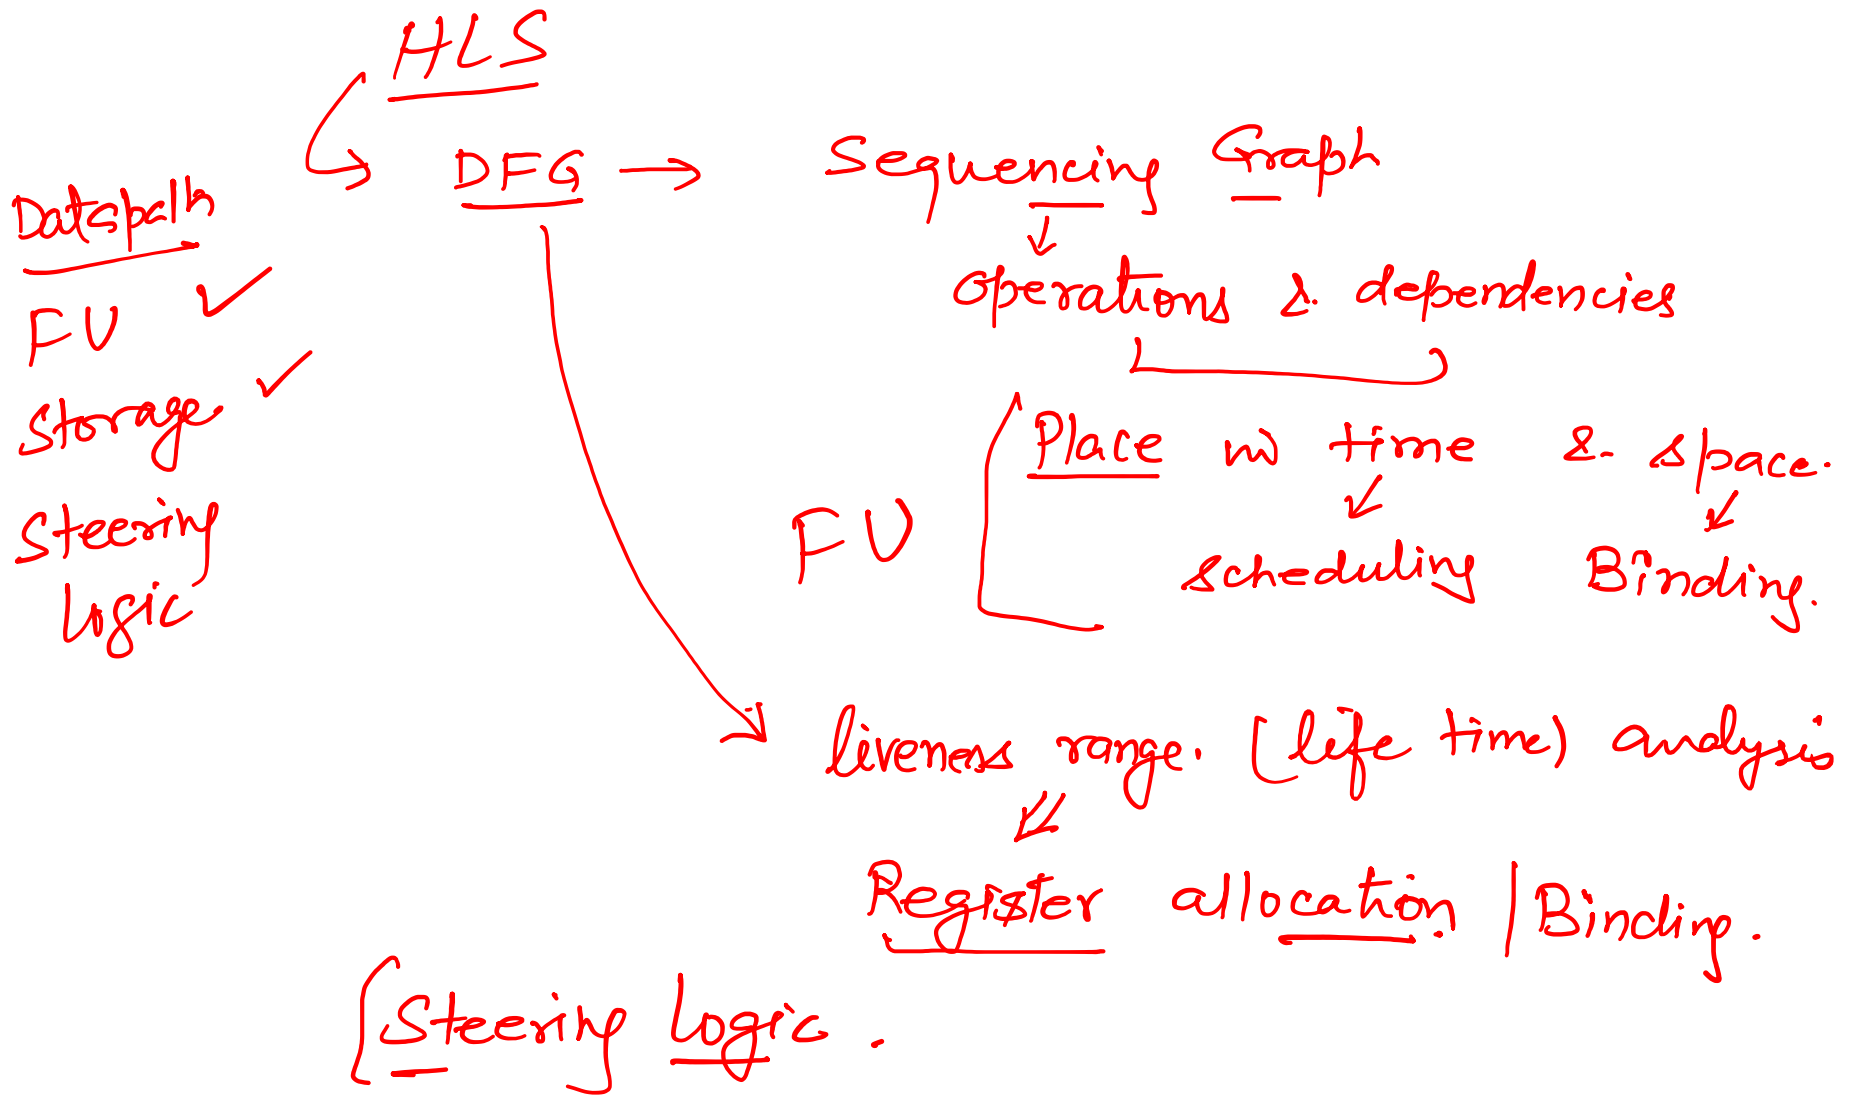 HLS
DFG → Sequencing Graph
operations & dependencies
Place in time & space.
FU
scheduling Binding.
Datapath
FU ✓
Storage ✓
Steering
Logic
liveness range. (life time) analysis
Register allocation / Binding.
Steering Logic.